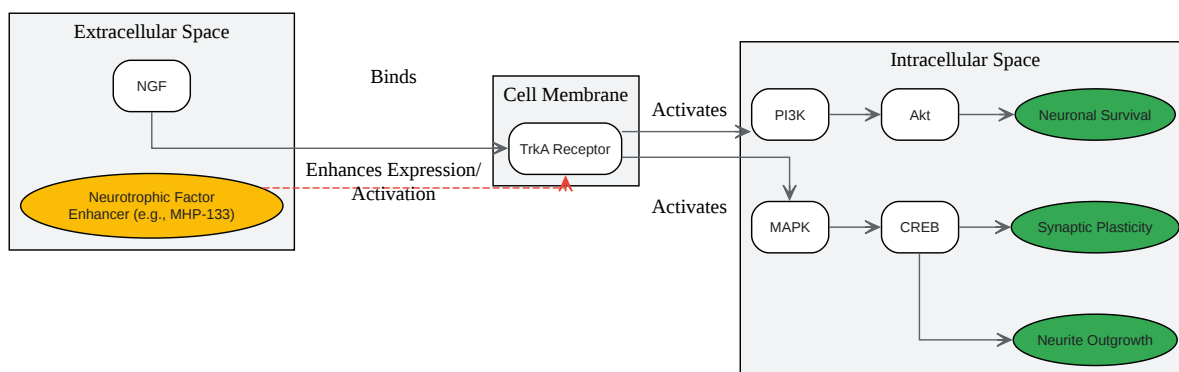 Extracellular Space
NGF
Neurotrophic Factor
Enhancer (e.g., MHP-133)
Binds
Enhances Expression/
Activation
Cell Membrane
TrkA Receptor
Activates
Activates
Intracellular Space
PI3K
Akt
Neuronal Survival
MAPK
CREB
Synaptic Plasticity
Neurite Outgrowth